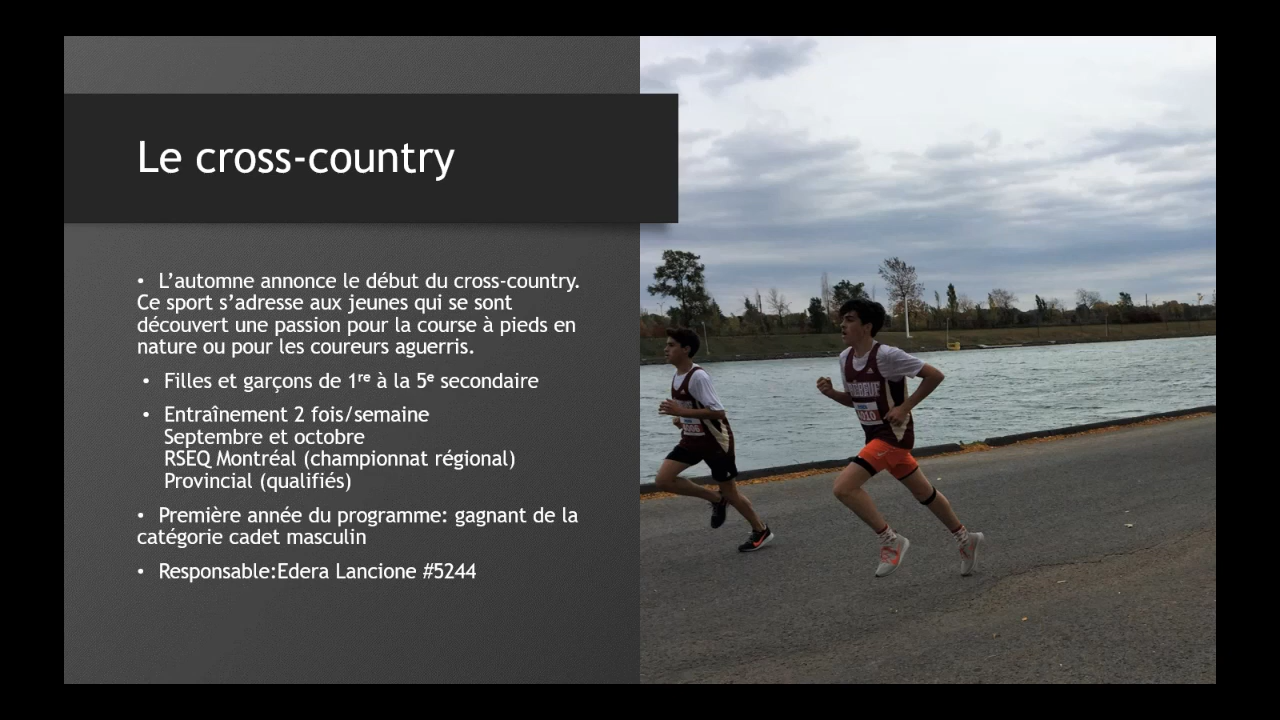 Le cross-country
• L’automne annonce le début du cross-country.
Ce sport s’adresse aux jeunes qui se sont
découvert une passion pour la course à pieds en
nature ou pour les coureurs aguerris.
• Filles et garçons de 1re à la 5e secondaire
• Entraînement 2 fois/semaine
Septembre et octobre
RSEQ Montréal (championnat régional)
Provincial (qualifiés)
• Première année du programme: gagnant de la
catégorie cadet masculin
• Responsable:Edera Lancione #5244